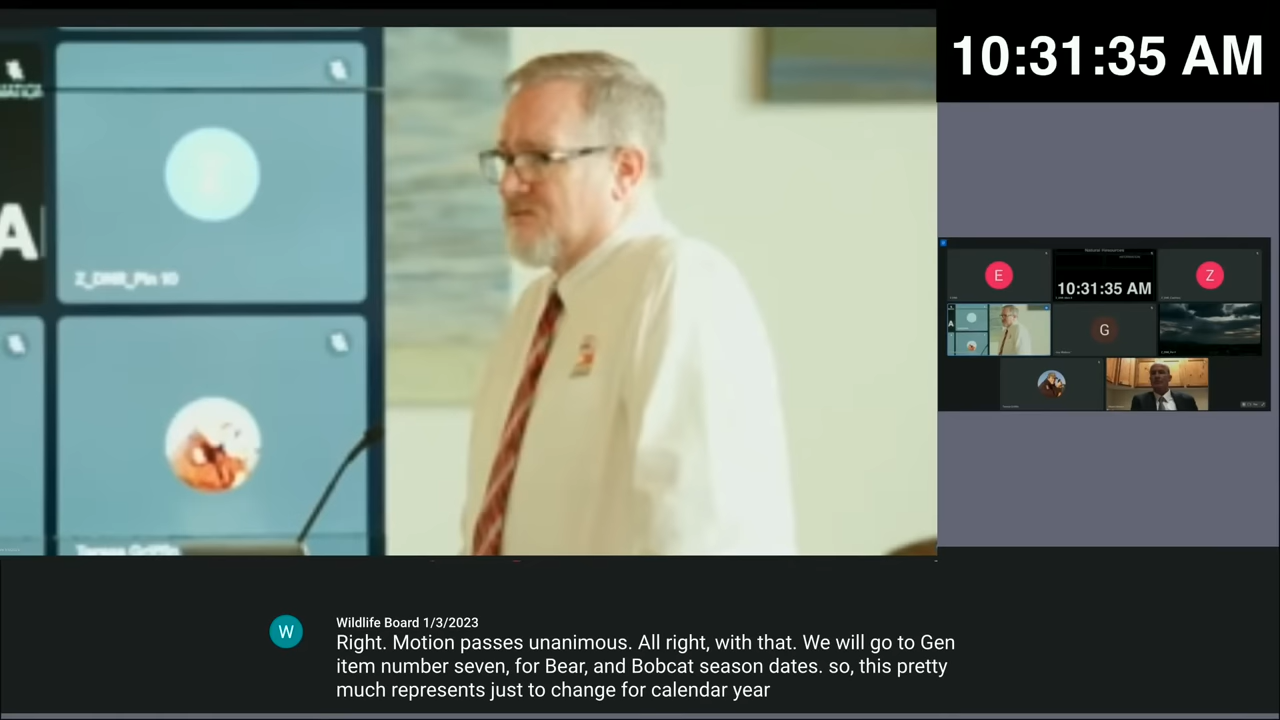 10:31:35 AM
A
Z_DNR_Pin 10
Teresa Griffin
E
10:31:35 AM
Z
A
G
W
Wildlife Board 1/3/2023
Right. Motion passes unanimous. All right, with that. We will go to Gen
item number seven, for Bear, and Bobcat season dates. so, this pretty
much represents just to change for calendar year